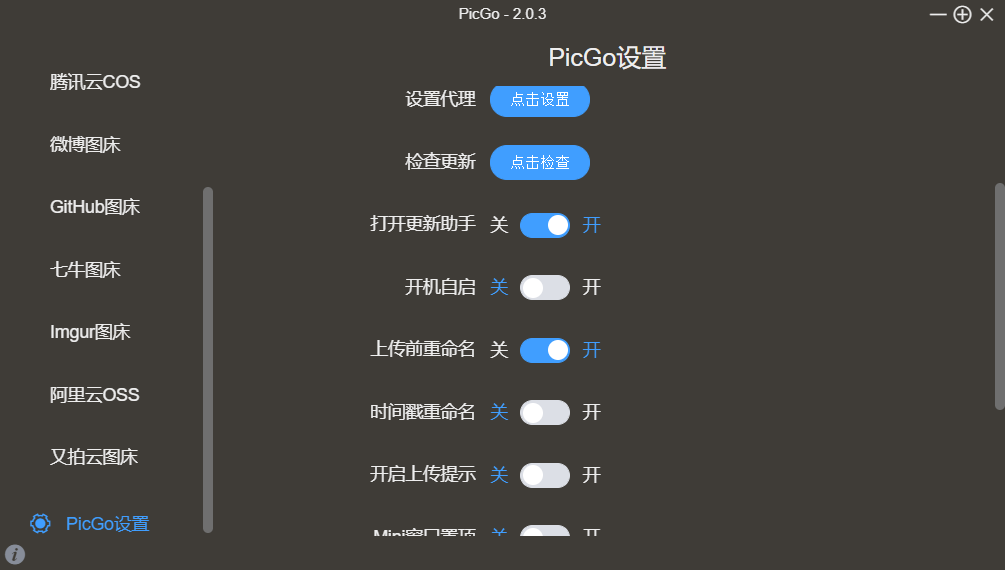 PicGo - 2.0.3
PicGo设置
腾讯云COS
微博图床
GitHub图床
七牛图床
Imgur图床
阿里云OSS
又拍云图床
PicGo设置
设置代理 点击设置
检查更新 点击检查
打开更新助手 关 开
开机自启 关 开
上传前重命名 关 开
时间戳重命名 关 开
开启上传提示 关 开
Mini窗口置顶 关 开